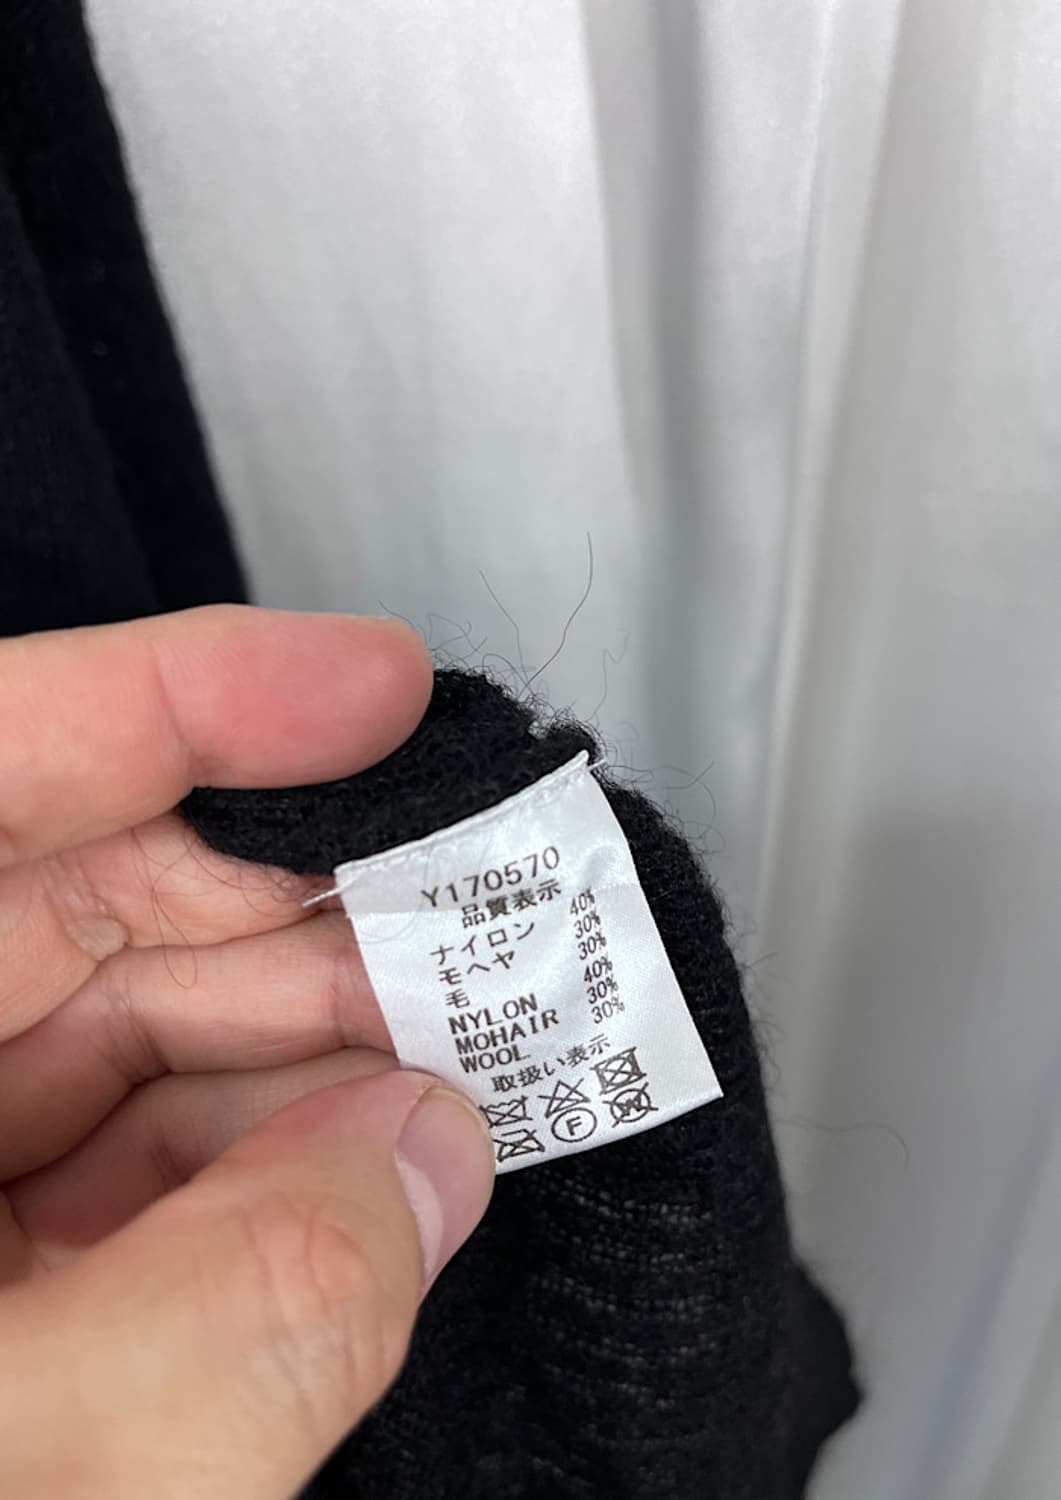 Y170570
品質表示
ナイロン 40%
モヘヤ 30%
毛 30%
NYLON 40%
MOHAIR 30%
WOOL 30%
取扱い表示
F W